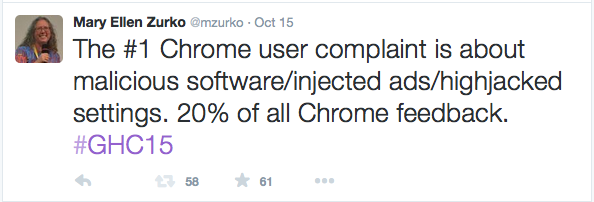 Mary Ellen Zurko @mzurko · Oct 15
The #1 Chrome user complaint is about
malicious software/injected ads/highjacked
settings. 20% of all Chrome feedback.
#GHC15
58 61